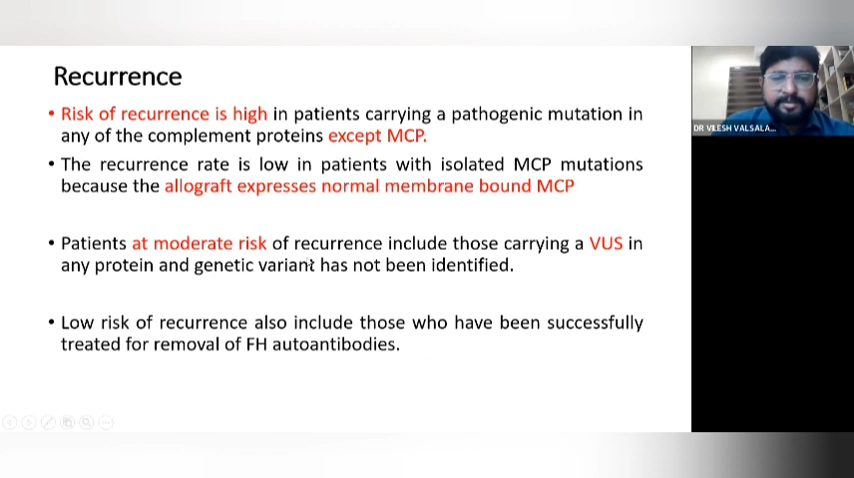 Recurrence
• Risk of recurrence is high in patients carrying a pathogenic mutation in
any of the complement proteins except MCP.
• The recurrence rate is low in patients with isolated MCP mutations
because the allograft expresses normal membrane bound MCP
• Patients at moderate risk of recurrence include those carrying a VUS in
any protein and genetic variant has not been identified.
• Low risk of recurrence also include those who have been successfully
treated for removal of FH autoantibodies.
DR VILESH VALSALA...